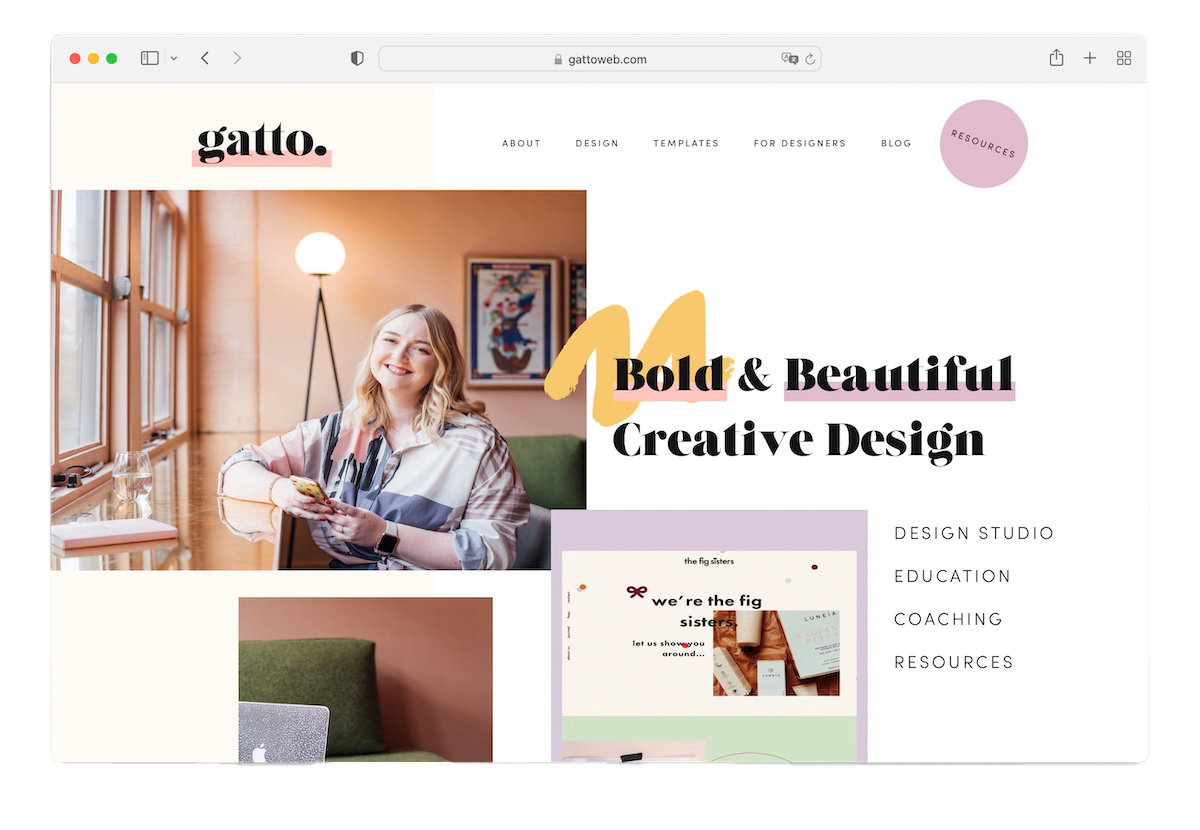 gattoweb.com
gatto.
ABOUT DESIGN TEMPLATES FOR DESIGNERS BLOG RESOURCES
Bold & Beautiful
Creative Design
DESIGN STUDIO
EDUCATION
COACHING
RESOURCES
the fig sisters
we're the fig
sisters.
let us show you
around...
LUNEIA